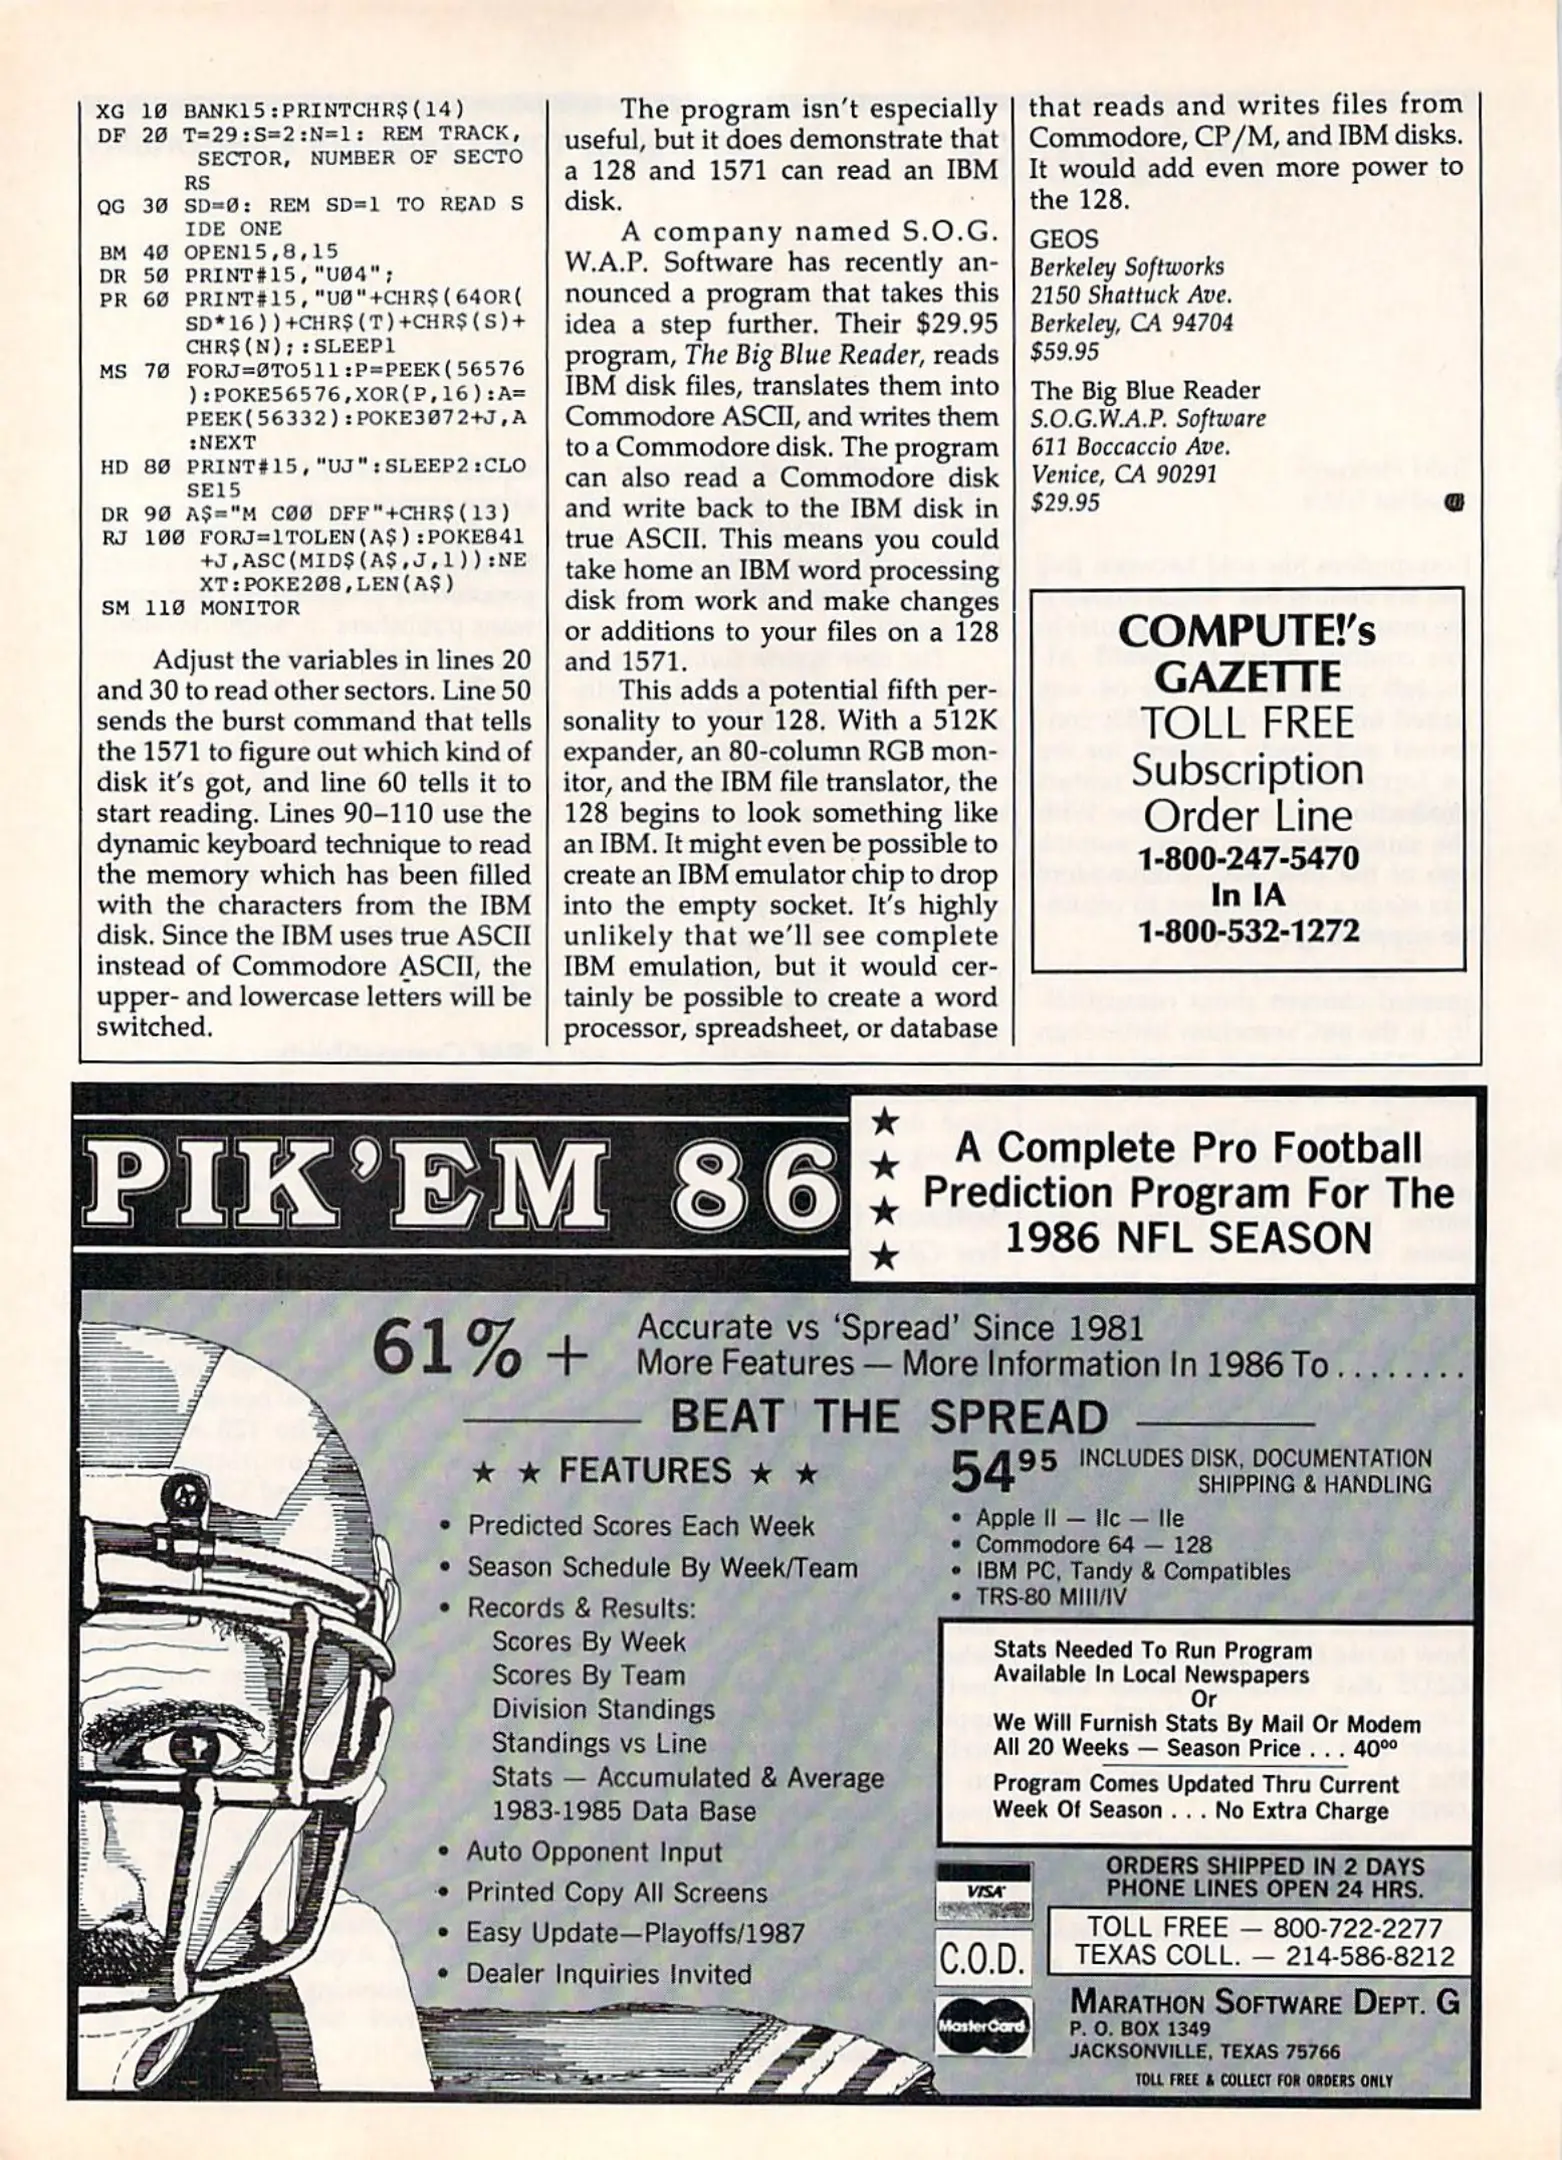 XG 10 BANK15:PRINTCHR$(14)
DF 20 T=29:S=2:N=1: REM TRACK,
SECTOR, NUMBER OF SECTO
RS
QG 30 SD=0: REM SD=1 TO READ S
IDE ONE
BM 40 OPEN15,8,15
DR 50 PRINT#15,"U04";
PR 60 PRINT#15,"U0"+CHR$(64OR(
SD*16))+CHR$(T)+CHR$(S)+
CHR$(N);:SLEEP1
MS 70 FORJ=0TO511:P=PEEK(56576
):POKE56576,XOR(P,16):A=
PEEK(56332):POKE3072+J,A
:NEXT
HD 80 PRINT#15,"UJ":SLEEP2:CLO
SE15
DR 90 A$="M C00 DFF"+CHR$(13)
RJ 100 FORJ=1TOLEN(A$):POKE841
+J,ASC(MID$(A$,J,1)):NE
XT:POKE208,LEN(A$)
SM 110 MONITOR
Adjust the variables in lines 20
and 30 to read other sectors. Line 50
sends the burst command that tells
the 1571 to figure out which kind of
disk it's got, and line 60 tells it to
start reading. Lines 90–110 use the
dynamic keyboard technique to read
the memory which has been filled
with the characters from the IBM
disk. Since the IBM uses true ASCII
instead of Commodore ASCII, the
upper- and lowercase letters will be
switched.
The program isn't especially
useful, but it does demonstrate that
a 128 and 1571 can read an IBM
disk.
A company named S.O.G.
W.A.P. Software has recently an-
nounced a program that takes this
idea a step further. Their $29.95
program, The Big Blue Reader, reads
IBM disk files, translates them into
Commodore ASCII, and writes them
to a Commodore disk. The program
can also read a Commodore disk
and write back to the IBM disk in
true ASCII. This means you could
take home an IBM word processing
disk from work and make changes
or additions to your files on a 128
and 1571.
This adds a potential fifth per-
sonality to your 128. With a 512K
expander, an 80-column RGB mon-
itor, and the IBM file translator, the
128 begins to look something like
an IBM. It might even be possible to
create an IBM emulator chip to drop
into the empty socket. It's highly
unlikely that we'll see complete
IBM emulation, but it would cer-
tainly be possible to create a word
processor, spreadsheet, or database
that reads and writes files from
Commodore, CP/M, and IBM disks.
It would add even more power to
the 128.
GEOS
Berkeley Softworks
2150 Shattuck Ave.
Berkeley, CA 94704
$59.95
The Big Blue Reader
S.O.G.W.A.P. Software
611 Boccaccio Ave.
Venice, CA 90291
$29.95
COMPUTE!'s
GAZETTE
TOLL FREE
Subscription
Order Line
1-800-247-5470
In IA
1-800-532-1272
PIK'EM 86
★ ★ ★ ★
A Complete Pro Football
Prediction Program For The
1986 NFL SEASON
61% +
Accurate vs 'Spread' Since 1981
More Features — More Information In 1986 To ........
BEAT THE SPREAD
★ ★ FEATURES ★ ★
• Predicted Scores Each Week
• Season Schedule By Week/Team
• Records & Results:
Scores By Week
Scores By Team
Division Standings
Standings vs Line
Stats — Accumulated & Average
1983-1985 Data Base
• Auto Opponent Input
• Printed Copy All Screens
• Easy Update—Playoffs/1987
• Dealer Inquiries Invited
54⁹⁵ INCLUDES DISK, DOCUMENTATION
SHIPPING & HANDLING
• Apple II — IIc — IIe
• Commodore 64 — 128
• IBM PC, Tandy & Compatibles
• TRS-80 MIII/IV
Stats Needed To Run Program
Available In Local Newspapers
Or
We Will Furnish Stats By Mail Or Modem
All 20 Weeks — Season Price . . . 40⁰⁰
Program Comes Updated Thru Current
Week Of Season . . . No Extra Charge
VISA
C.O.D.
MasterCard
ORDERS SHIPPED IN 2 DAYS
PHONE LINES OPEN 24 HRS.
TOLL FREE — 800-722-2277
TEXAS COLL. — 214-586-8212
MARATHON SOFTWARE DEPT. G
P. O. BOX 1349
JACKSONVILLE, TEXAS 75766
TOLL FREE & COLLECT FOR ORDERS ONLY